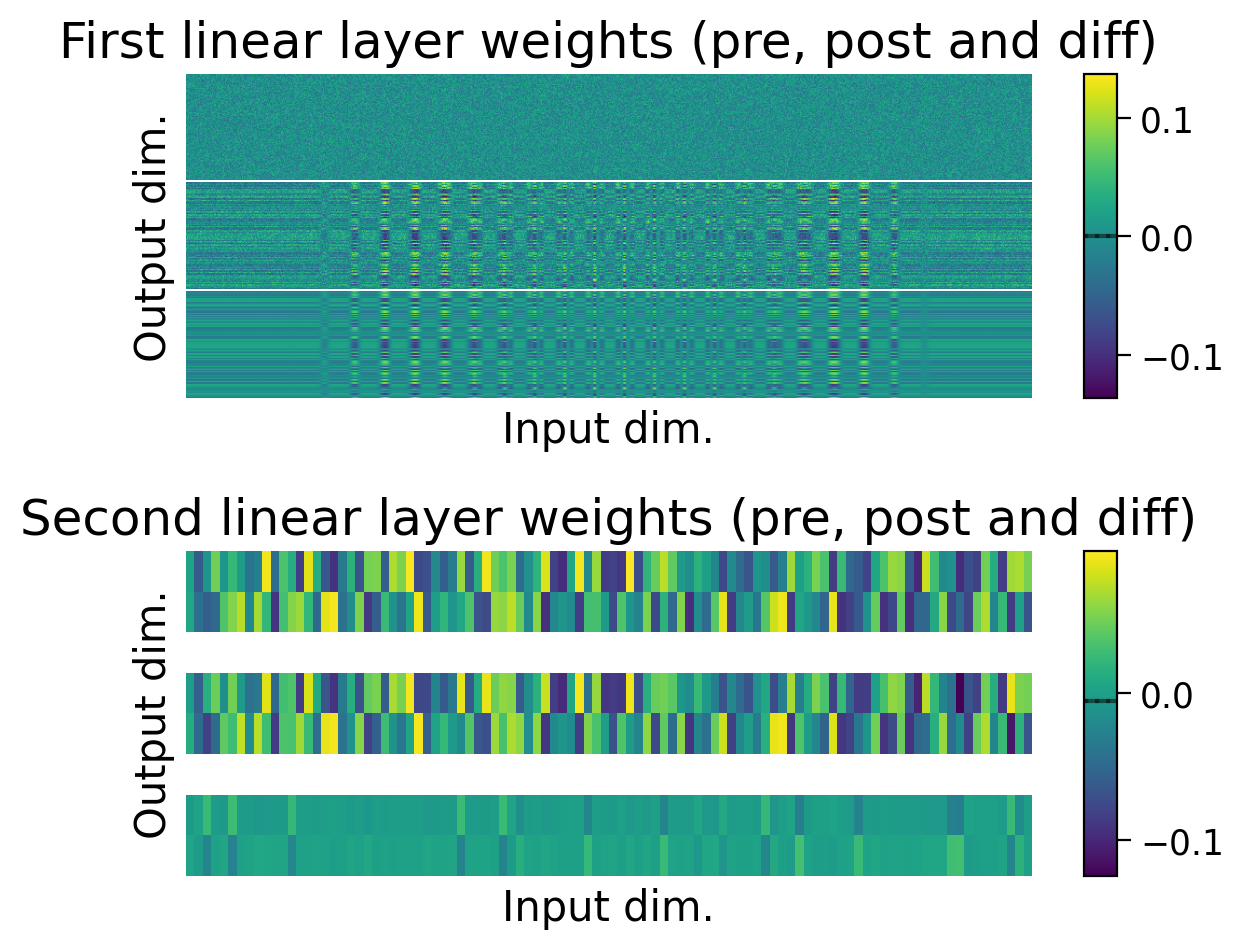 First linear layer weights (pre, post and diff)
Output dim.
0.1
0.0
−0.1
Input dim.
Second linear layer weights (pre, post and diff)
Output dim.
0.0
−0.1
Input dim.